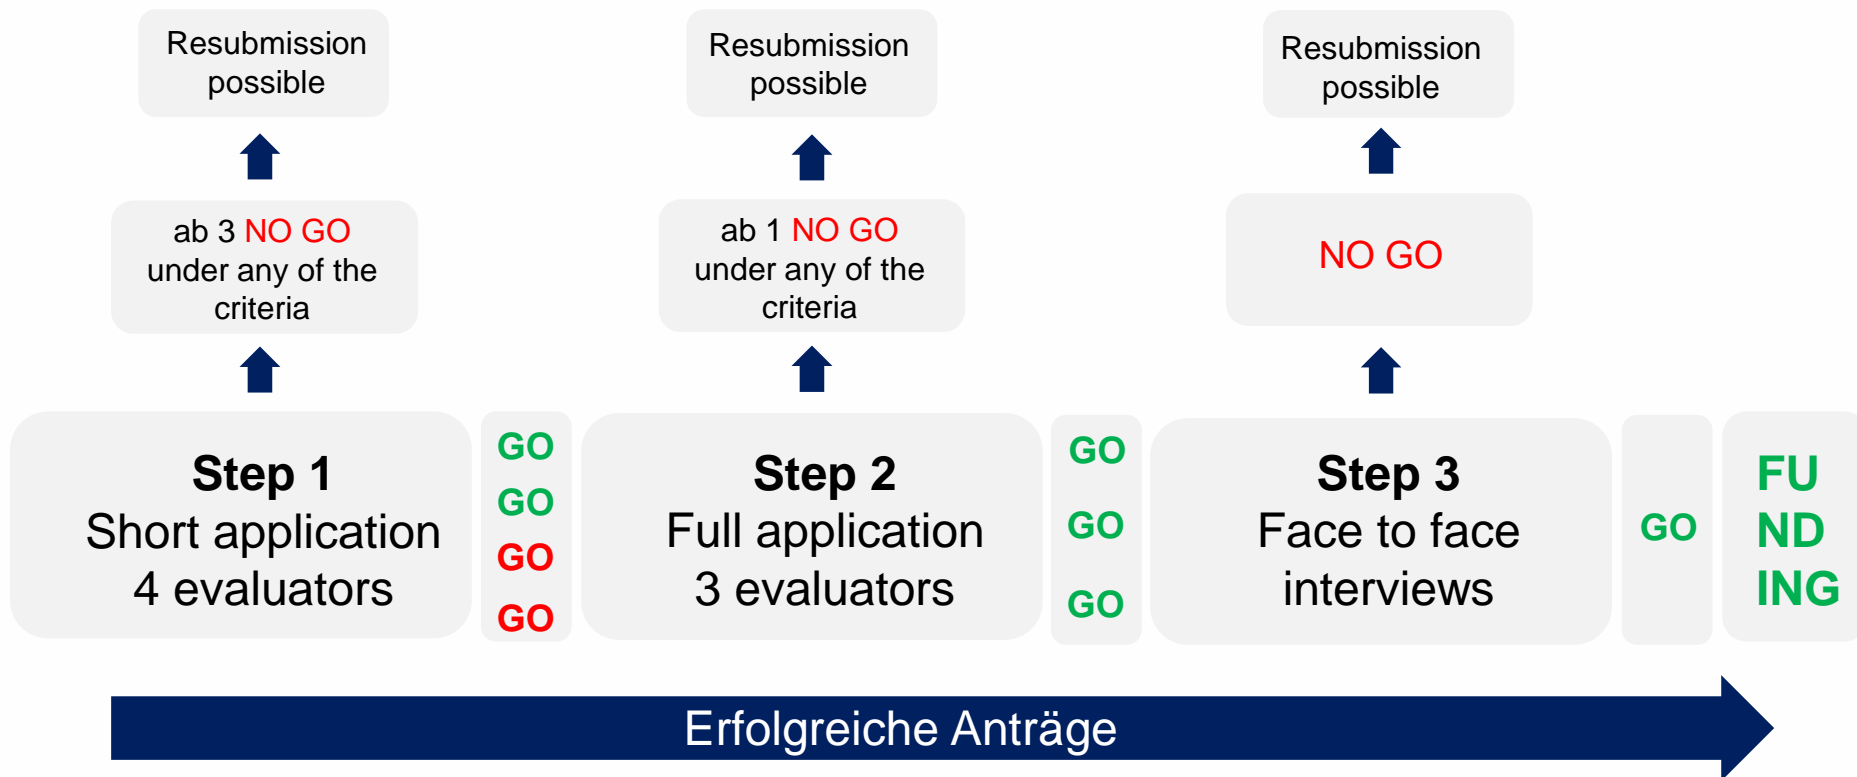 Resubmission
possible
Resubmission
possible
Resubmission
possible
ab 3 NO GO
under any of the
criteria
ab 1 NO GO
under any of the
criteria
NO GO
Step 1
Short application
4 evaluators
GO
GO
GO
GO
Step 2
Full application
3 evaluators
GO
GO
GO
Step 3
Face to face
interviews
GO
FU
ND
ING
Erfolgreiche Anträge